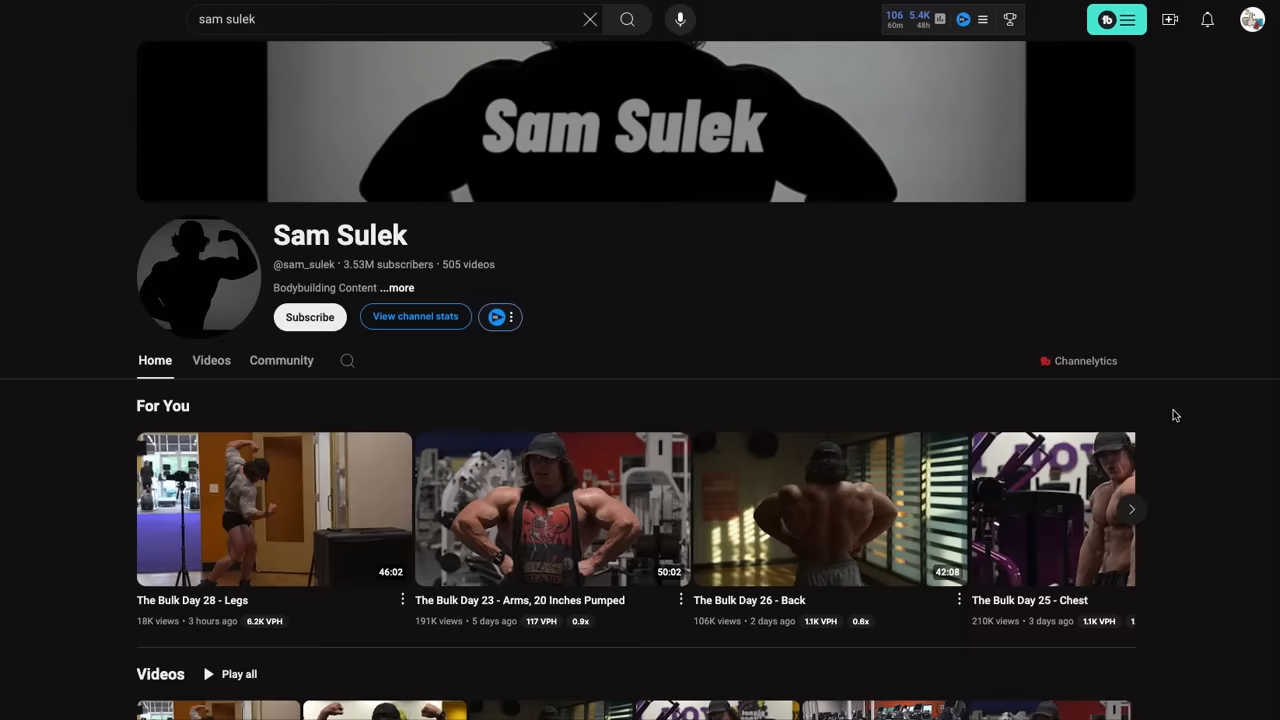 sam sulek
106 5.4K
60m 48h
Sam Sulek
Sam Sulek
@sam_sulek • 3.53M subscribers • 505 videos
Bodybuilding Content ...more
Subscribe
View channel stats
Home
Videos
Community
Channelytics
For You
46:02
50:02
42:08
The Bulk Day 28 - Legs
The Bulk Day 23 - Arms, 20 Inches Pumped
The Bulk Day 26 - Back
The Bulk Day 25 - Chest
18K views • 3 hours ago 6.2K VPH
191K views • 5 days ago 117 VPH 0.9x
106K views • 2 days ago 1.1K VPH 0.6x
210K views • 3 days ago 1.1K VPH 1
Videos
Play all